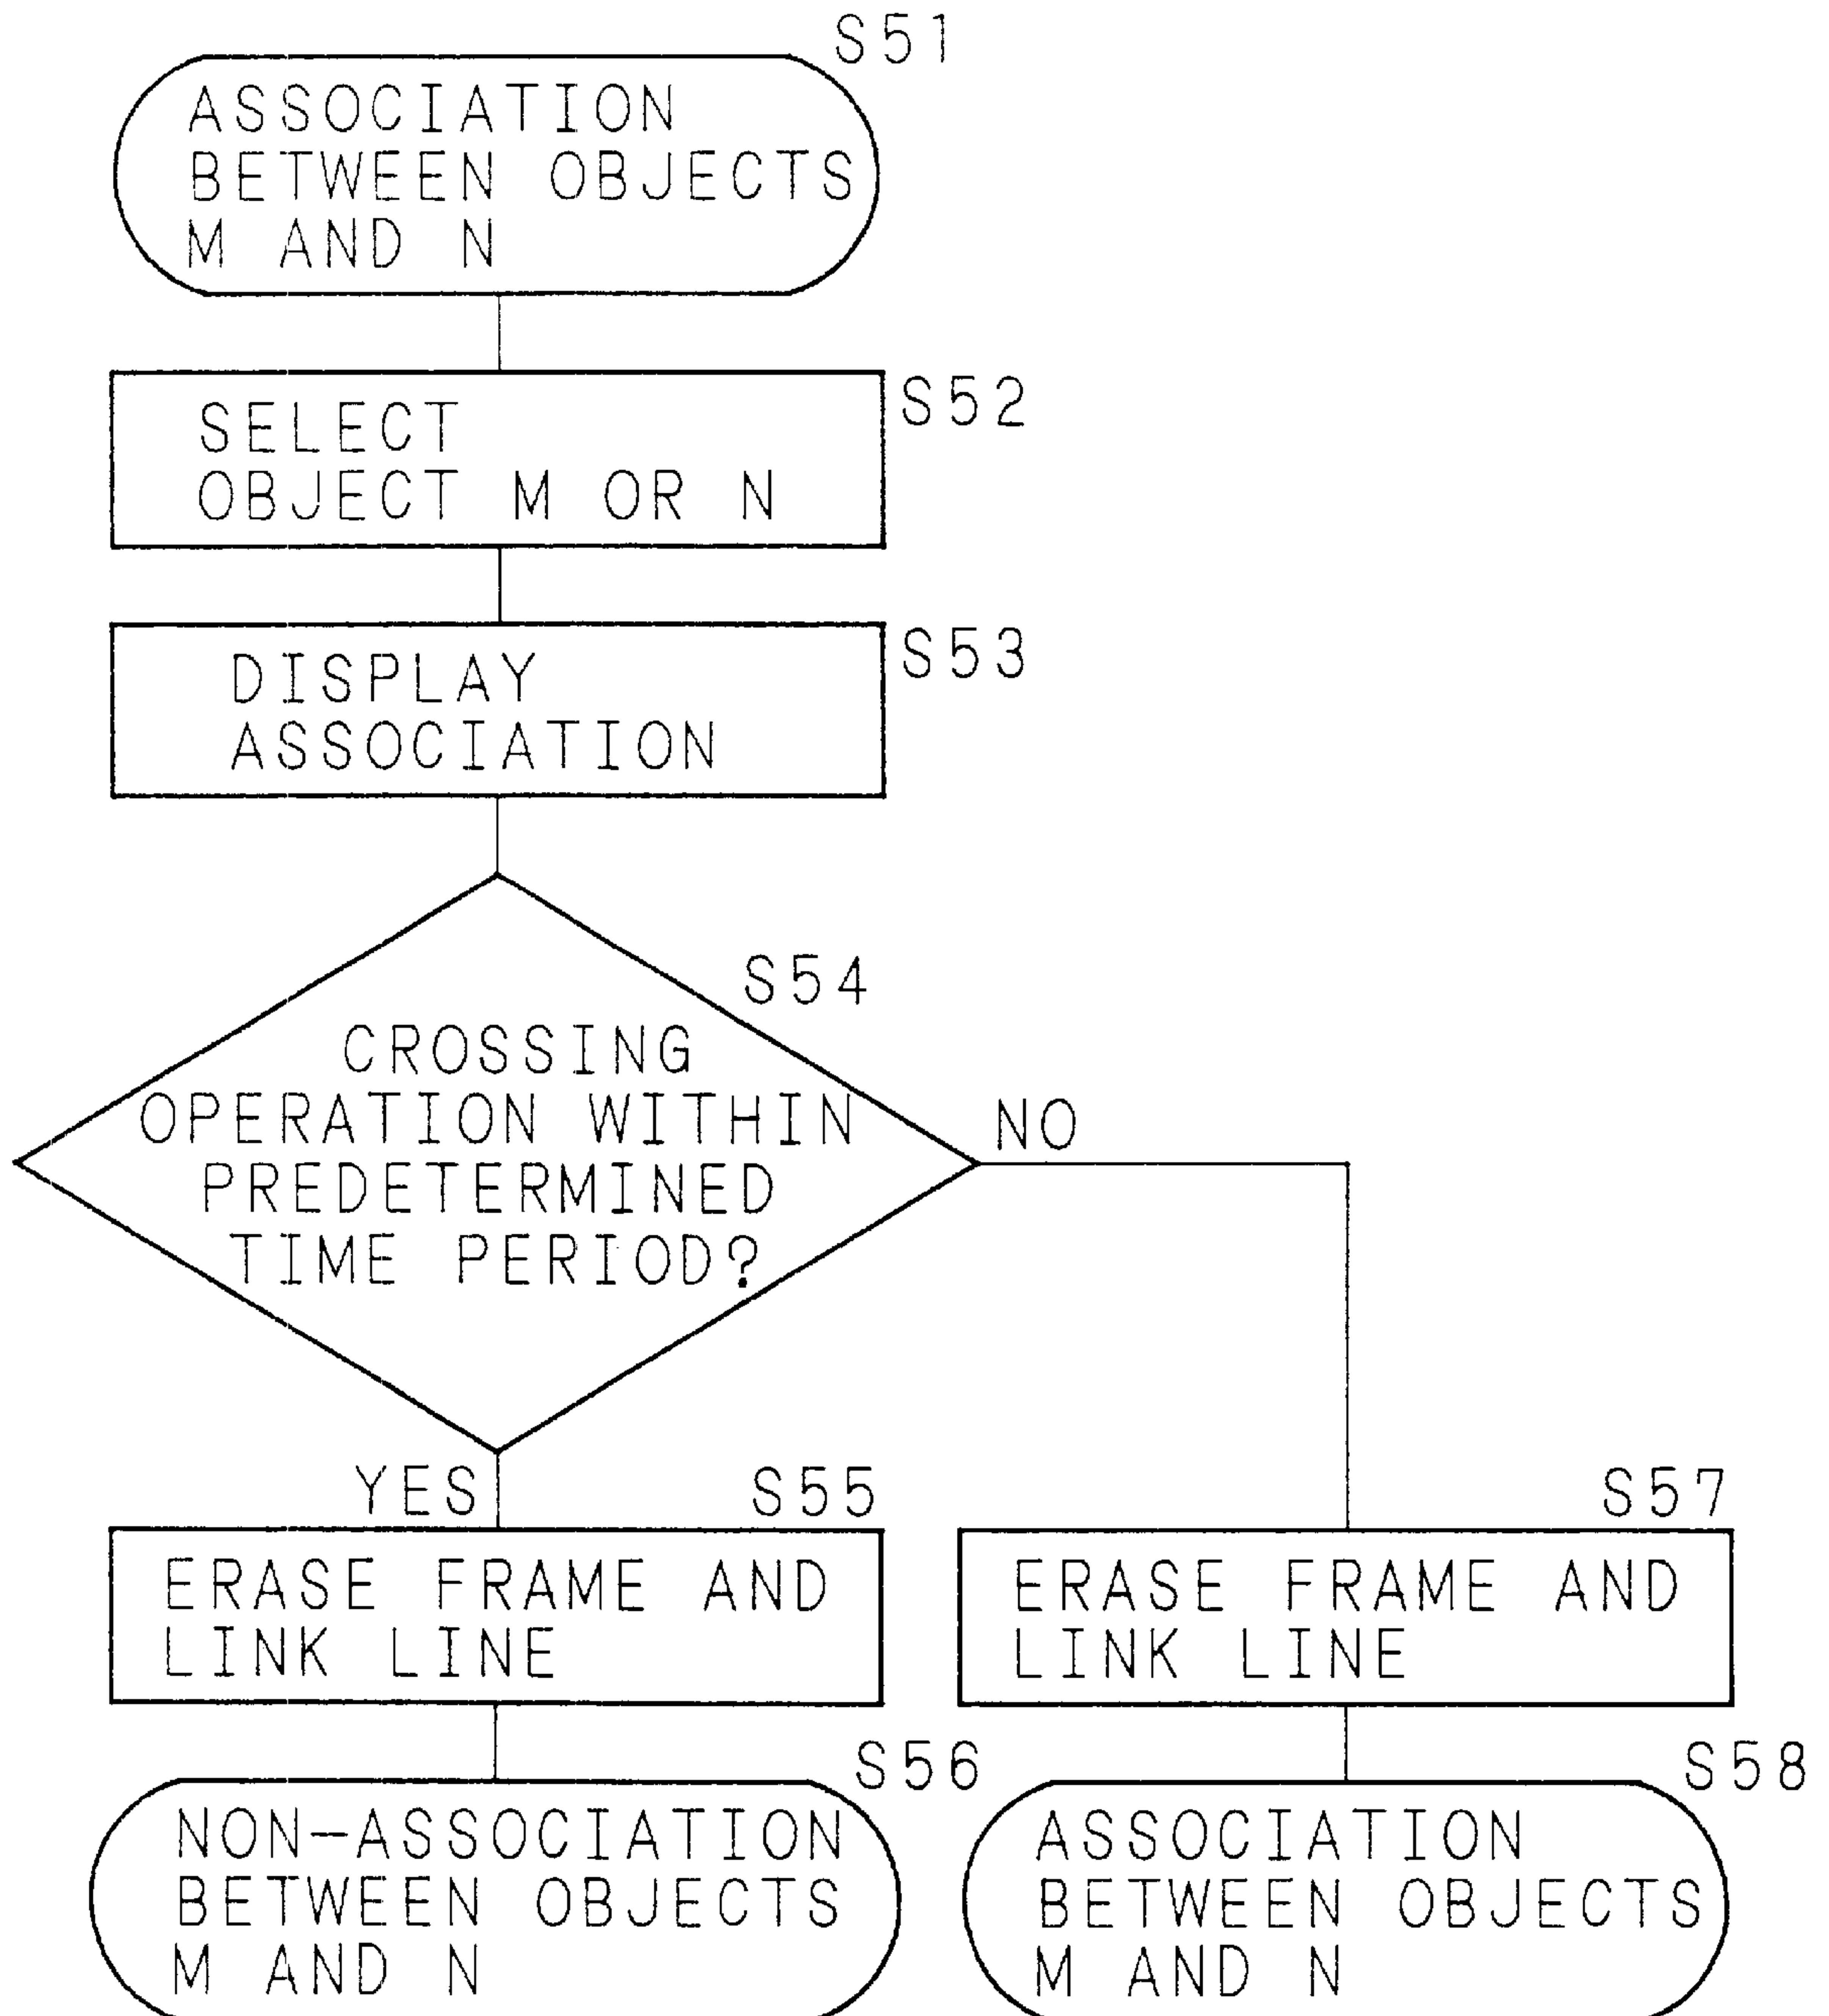 S51
ASSOCIATION
BETWEEN OBJECTS
M AND N
S52
SELECT
OBJECT M OR N
S53
DISPLAY
ASSOCIATION
S54
CROSSING
OPERATION WITHIN
PREDETERMINED
TIME PERIOD?
NO
YES
S55
ERASE FRAME AND
LINK LINE
S57
ERASE FRAME AND
LINK LINE
S56
NON-ASSOCIATION
BETWEEN OBJECTS
M AND N
S58
ASSOCIATION
BETWEEN OBJECTS
M AND N